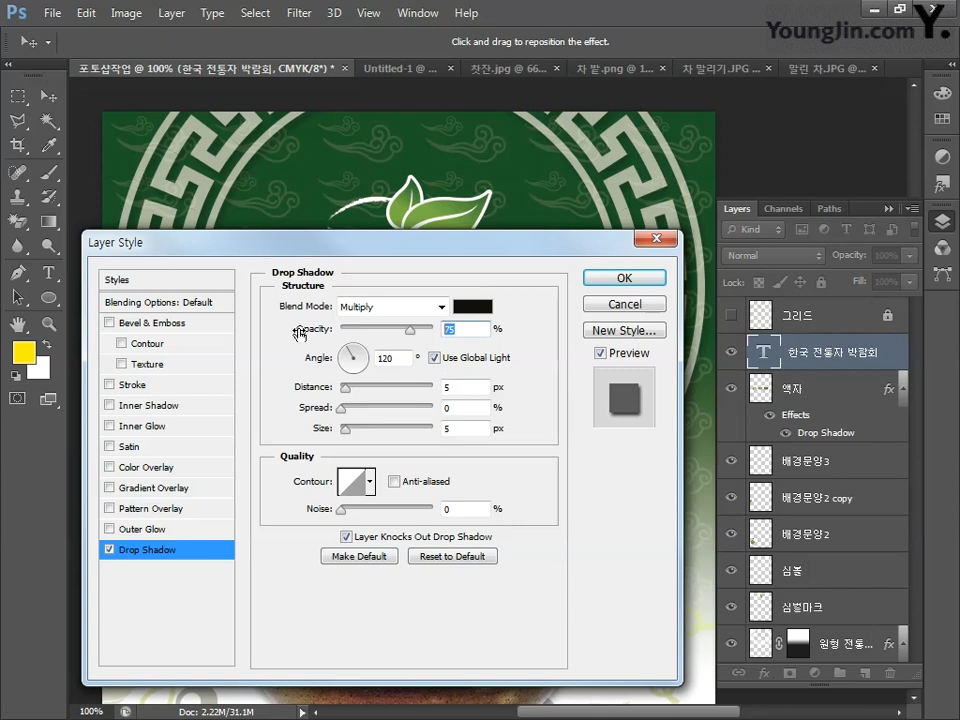 Ps File Edit Image Layer Type Select Filter 3D View Window Help
YoungJin.com Y.
Click and drag to reposition the effect.
포토샵작업 @ 100% (한국 전통자 박람회, CMYK/8*) *
Untitled-1 @ ...
찻잔.jpg @ 66...
차 밭.png @ 1...
차 말리기.JPG ...
말린 차.JPG @...
Layer Style
Styles
Blending Options: Default
Bevel & Emboss
Contour
Texture
Stroke
Inner Shadow
Inner Glow
Satin
Color Overlay
Gradient Overlay
Pattern Overlay
Outer Glow
Drop Shadow
Drop Shadow
Structure
Blend Mode: Multiply
Opacity: 75 %
Angle: 120 ° Use Global Light
Distance: 5 px
Spread: 0 %
Size: 5 px
Quality
Contour: Anti-aliased
Noise: 0 %
Layer Knocks Out Drop Shadow
Make Default Reset to Default
OK
Cancel
New Style...
Preview
Layers Channels Paths
Kind
Normal Opacity: 100%
Lock: Fill: 100%
그리드
한국 전통자 박람회
액자 fx
Effects
Drop Shadow
배경문양3
배경문양2 copy
배경문양2
심볼
심벌마크
원형 전통... fx
100% Doc: 2.22M/31.1M